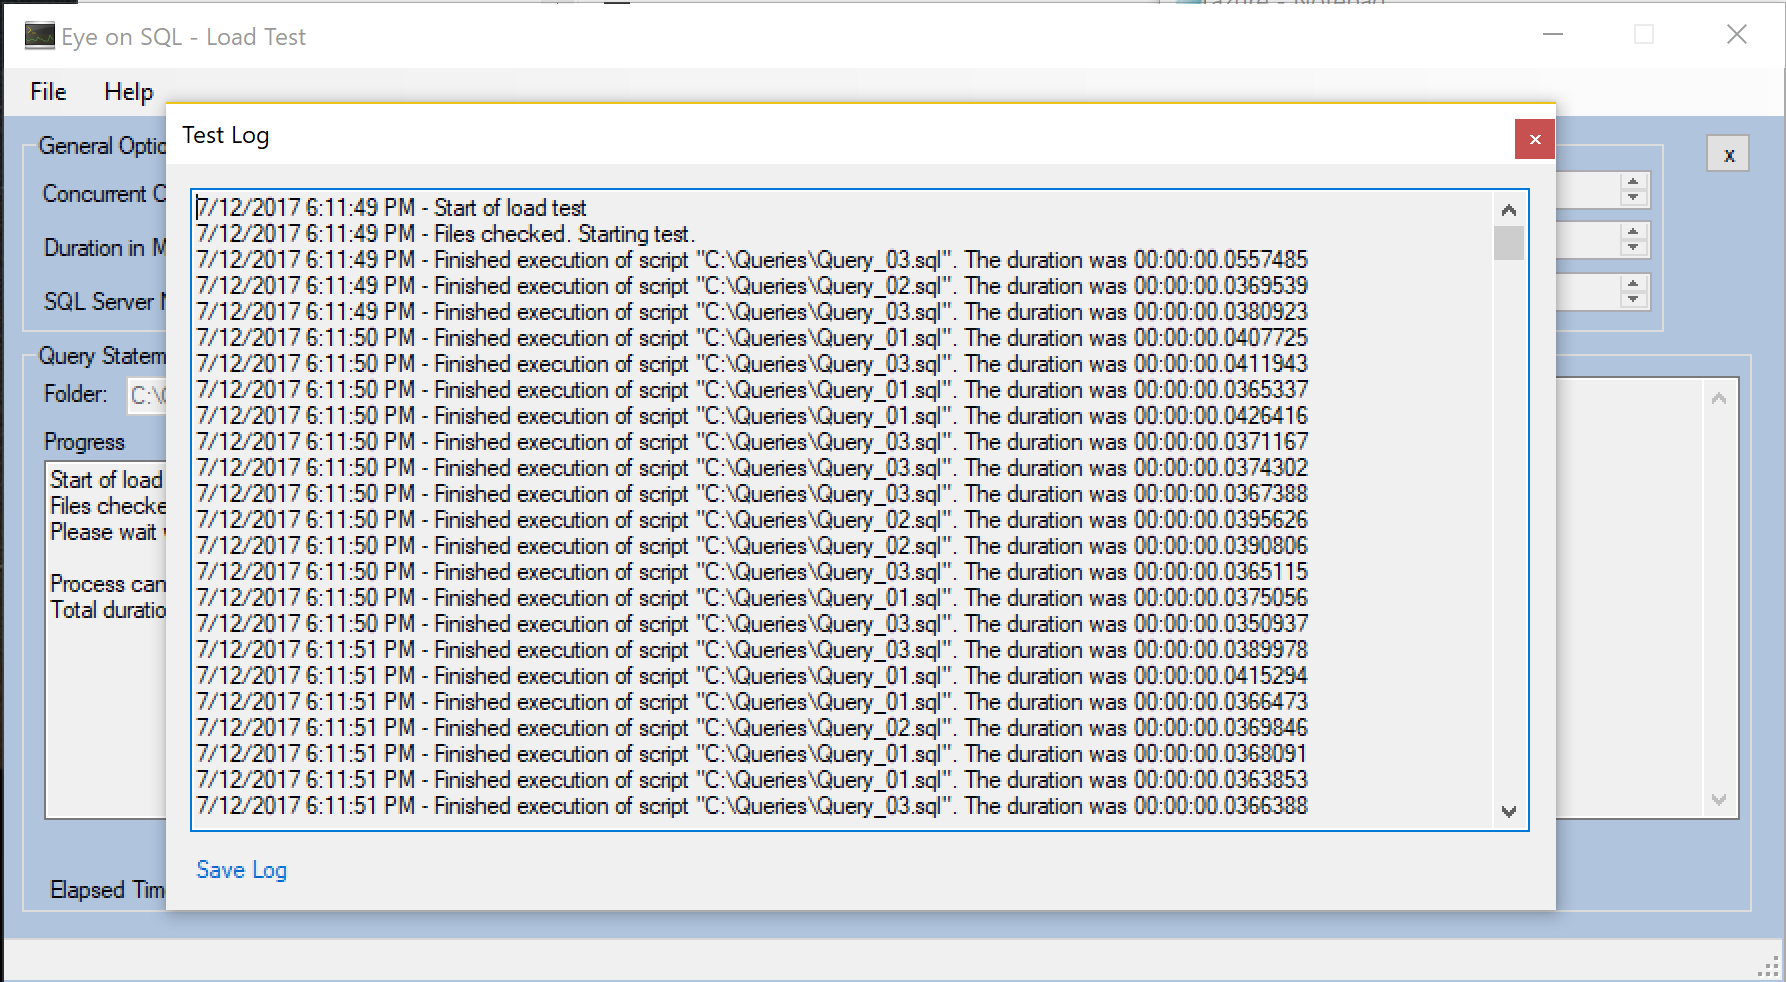 azure - Notepad
Eye on SQL - Load Test
File Help
Test Log
x
x
General Optio
Concurrent C
Duration in M
SQL Server N
Query Statem
Folder: C:\
Progress
Start of load
Files checke
Please wait
Process can
Total duratio
Elapsed Tim
7/12/2017 6:11:49 PM - Start of load test
7/12/2017 6:11:49 PM - Files checked. Starting test.
7/12/2017 6:11:49 PM - Finished execution of script "C:\Queries\Query_03.sql". The duration was 00:00:00.0557485
7/12/2017 6:11:49 PM - Finished execution of script "C:\Queries\Query_02.sql". The duration was 00:00:00.0369539
7/12/2017 6:11:49 PM - Finished execution of script "C:\Queries\Query_03.sql". The duration was 00:00:00.0380923
7/12/2017 6:11:50 PM - Finished execution of script "C:\Queries\Query_01.sql". The duration was 00:00:00.0407725
7/12/2017 6:11:50 PM - Finished execution of script "C:\Queries\Query_03.sql". The duration was 00:00:00.0411943
7/12/2017 6:11:50 PM - Finished execution of script "C:\Queries\Query_01.sql". The duration was 00:00:00.0365337
7/12/2017 6:11:50 PM - Finished execution of script "C:\Queries\Query_01.sql". The duration was 00:00:00.0426416
7/12/2017 6:11:50 PM - Finished execution of script "C:\Queries\Query_03.sql". The duration was 00:00:00.0371167
7/12/2017 6:11:50 PM - Finished execution of script "C:\Queries\Query_03.sql". The duration was 00:00:00.0374302
7/12/2017 6:11:50 PM - Finished execution of script "C:\Queries\Query_03.sql". The duration was 00:00:00.0367388
7/12/2017 6:11:50 PM - Finished execution of script "C:\Queries\Query_02.sql". The duration was 00:00:00.0395626
7/12/2017 6:11:50 PM - Finished execution of script "C:\Queries\Query_02.sql". The duration was 00:00:00.0390806
7/12/2017 6:11:50 PM - Finished execution of script "C:\Queries\Query_03.sql". The duration was 00:00:00.0365115
7/12/2017 6:11:50 PM - Finished execution of script "C:\Queries\Query_01.sql". The duration was 00:00:00.0375056
7/12/2017 6:11:50 PM - Finished execution of script "C:\Queries\Query_03.sql". The duration was 00:00:00.0350937
7/12/2017 6:11:51 PM - Finished execution of script "C:\Queries\Query_03.sql". The duration was 00:00:00.0389978
7/12/2017 6:11:51 PM - Finished execution of script "C:\Queries\Query_01.sql". The duration was 00:00:00.0415294
7/12/2017 6:11:51 PM - Finished execution of script "C:\Queries\Query_01.sql". The duration was 00:00:00.0366473
7/12/2017 6:11:51 PM - Finished execution of script "C:\Queries\Query_02.sql". The duration was 00:00:00.0369846
7/12/2017 6:11:51 PM - Finished execution of script "C:\Queries\Query_01.sql". The duration was 00:00:00.0368091
7/12/2017 6:11:51 PM - Finished execution of script "C:\Queries\Query_01.sql". The duration was 00:00:00.0363853
7/12/2017 6:11:51 PM - Finished execution of script "C:\Queries\Query_03.sql". The duration was 00:00:00.0366388
Save Log